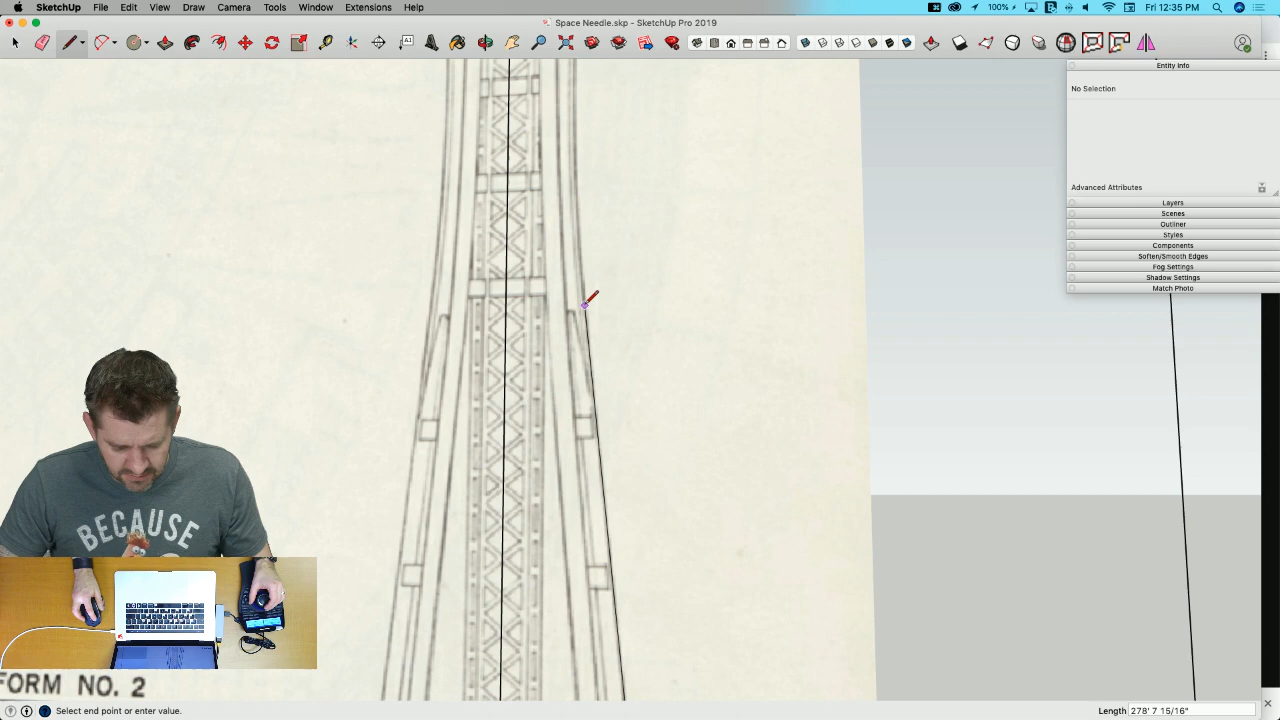 SketchUp File Edit View Draw Camera Tools Window Extensions Help 100% Fri 12:35 PM
Space Needle.skp - SketchUp Pro 2019
Entity Info
No Selection
Advanced Attributes
Layers
Scenes
Outliner
Styles
Components
Soften/Smooth Edges
Fog Settings
Shadow Settings
Match Photo
BECAUSE
FORM NO. 2
Select end point or enter value.
Length 278' 7 15/16"